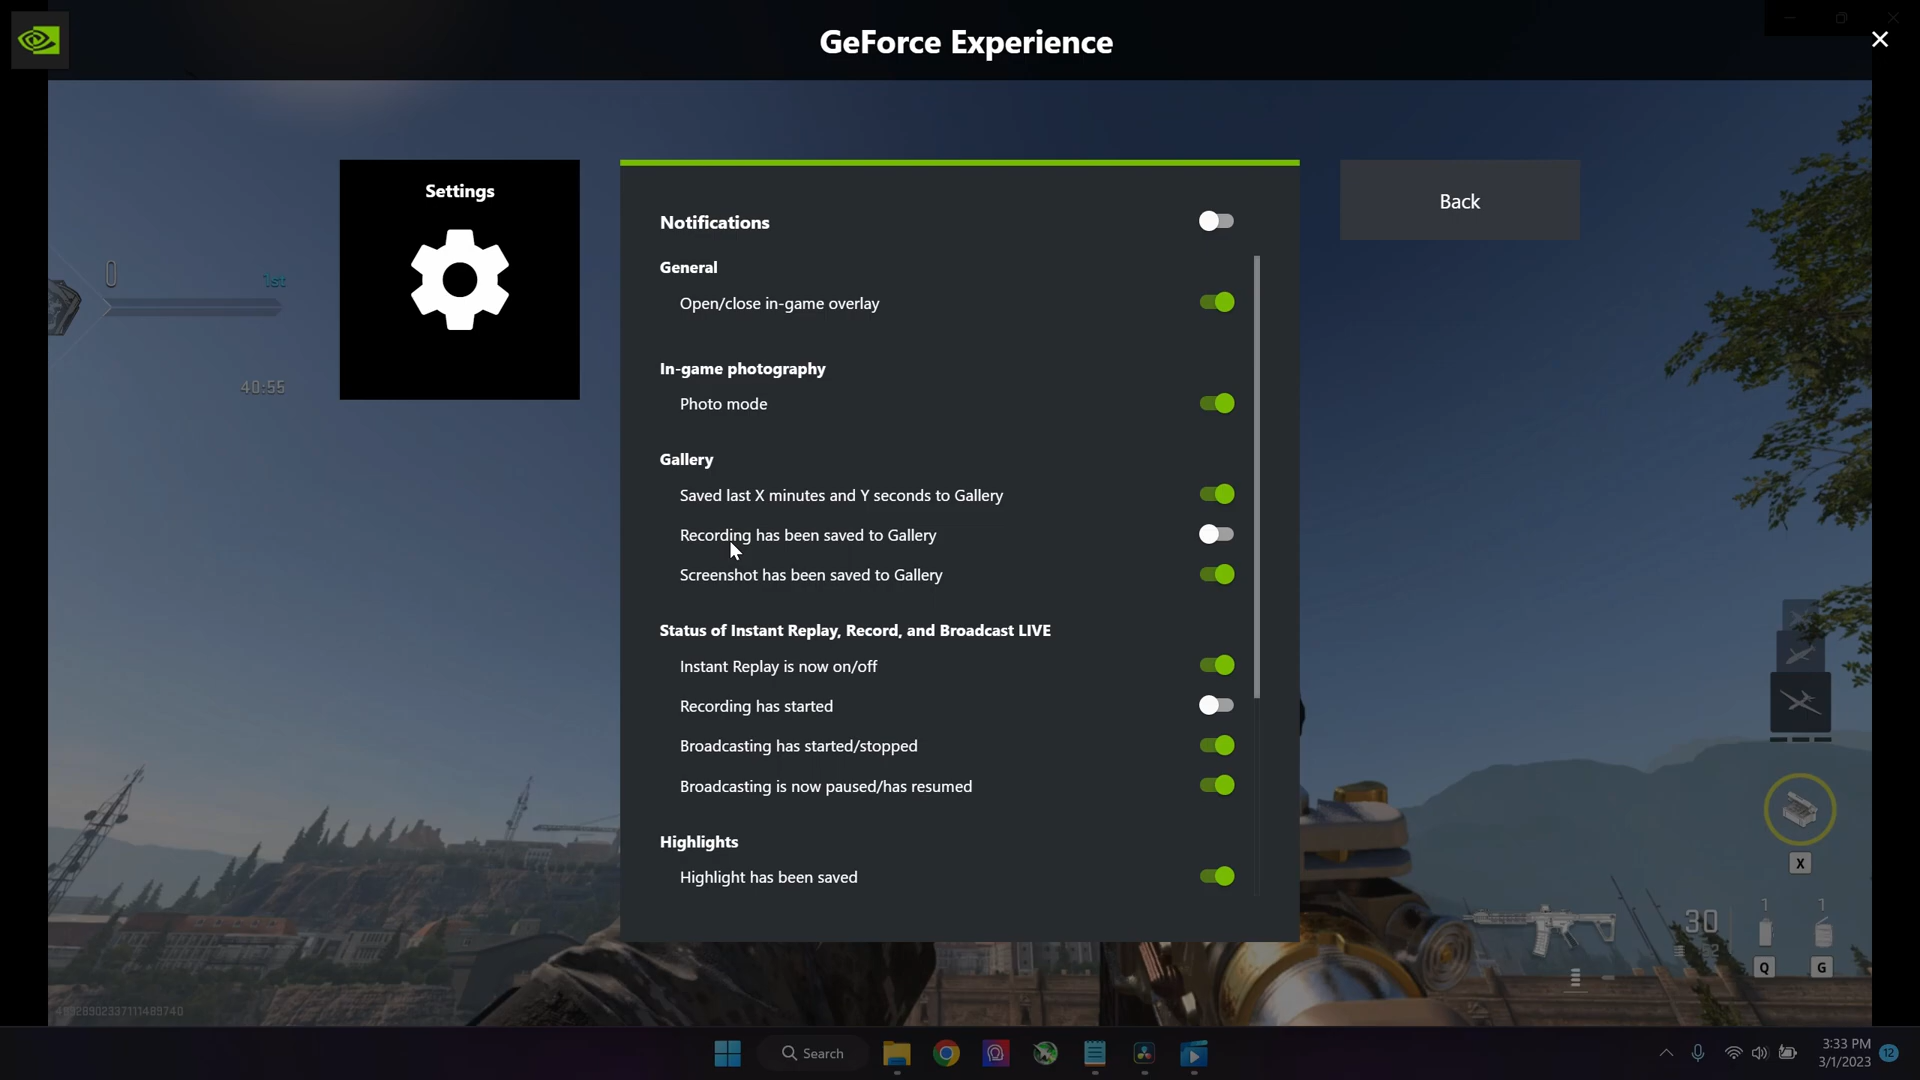 GeForce Experience
Settings
Back
Notifications
General
Open/close in-game overlay
In-game photography
Photo mode
Gallery
Saved last X minutes and Y seconds to Gallery
Recording has been saved to Gallery
Screenshot has been saved to Gallery
Status of Instant Replay, Record, and Broadcast LIVE
Instant Replay is now on/off
Recording has started
Broadcasting has started/stopped
Broadcasting is now paused/has resumed
Highlights
Highlight has been saved
0
1st
40:55
X
30
1
1
Q
G
Search
3:33 PM
3/1/2023
12